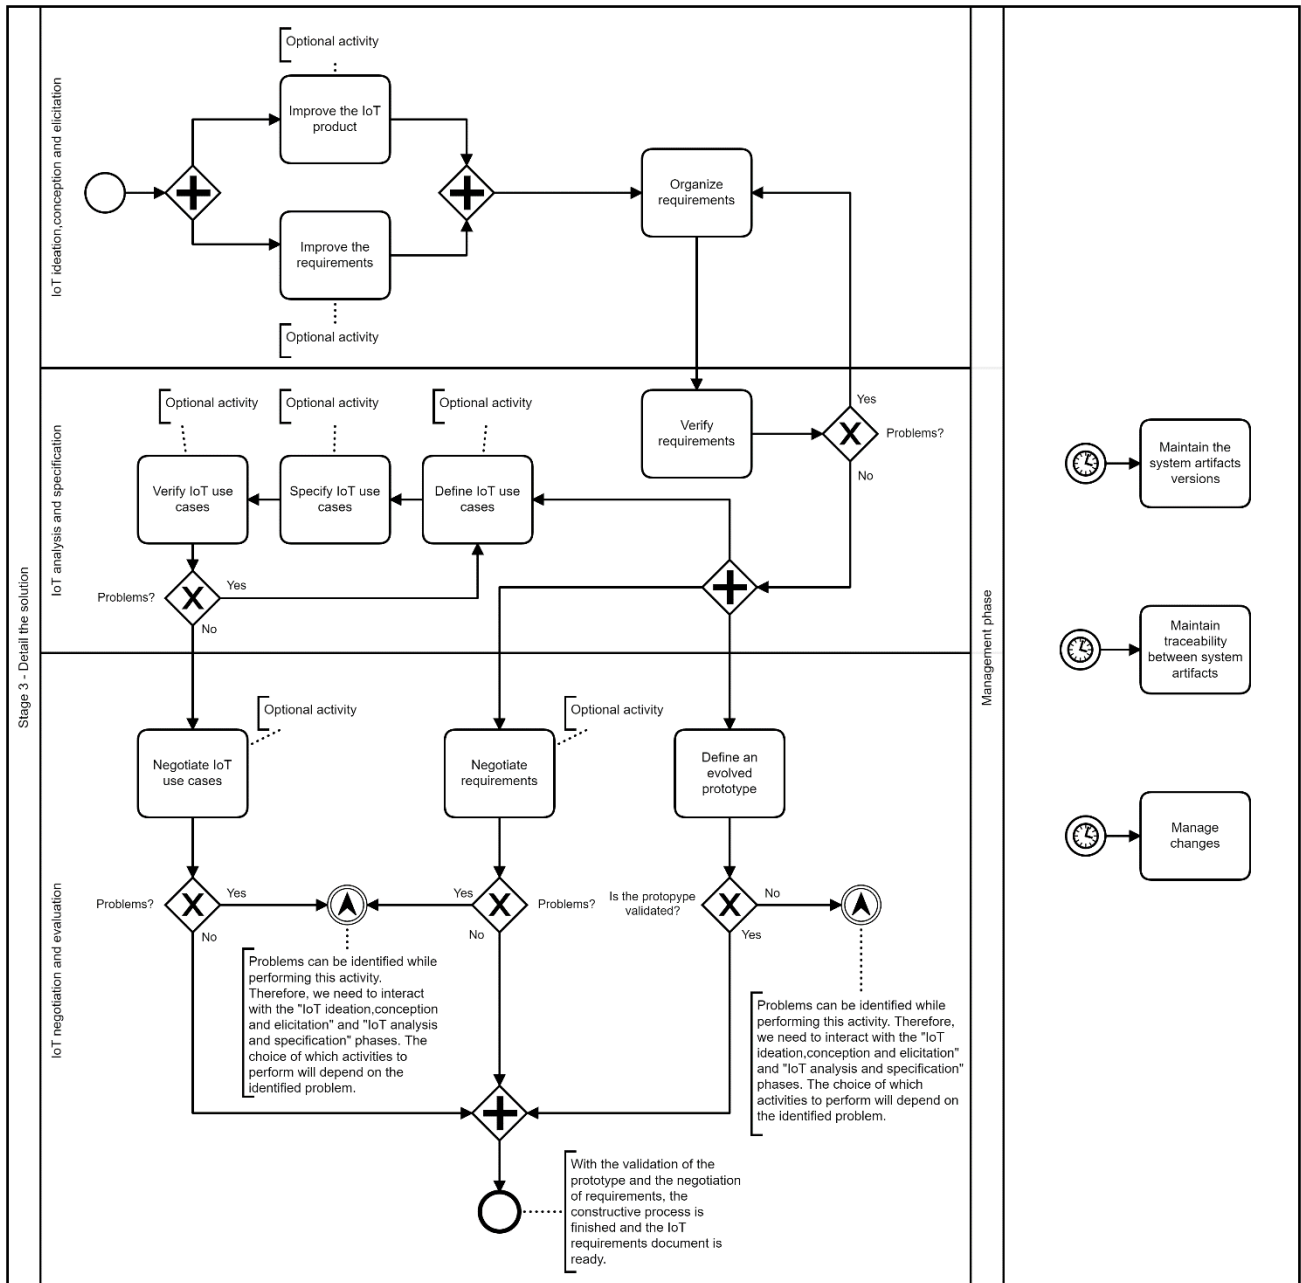 Stage 3 - Detail the solution
IoT ideation,conception and elicitation
Optional activity
Improve the IoT
product
Improve the
requirements
Optional activity
Organize
requirements
IoT analysis and specification
Optional activity
Optional activity
Optional activity
Verify IoT use
cases
Specify IoT use
cases
Define IoT use
cases
Verify
requirements
Yes
Problems?
No
Problems?
Yes
No
IoT negotiation and evaluation
Optional activity
Optional activity
Negotiate IoT
use cases
Negotiate
requirements
Define an
evolved
prototype
Problems?
Yes
No
Yes
Problems?
No
Is the protopype
validated?
No
Yes
Problems can be identified while
performing this activity.
Therefore, we need to interact
with the "IoT ideation,conception
and elicitation" and "IoT analysis
and specification" phases. The
choice of which activities to
perform will depend on the
identified problem.
Problems can be identified while
performing this activity. Therefore,
we need to interact with the "IoT
ideation,conception and elicitation"
and "IoT analysis and specification"
phases. The choice of which
activities to perform will depend on
the identified problem.
With the validation of the
prototype and the negotiation
of requirements, the
constructive process is
finished and the IoT
requirements document is
ready.
Management phase
Maintain the
system artifacts
versions
Maintain
traceability
between system
artifacts
Manage
changes